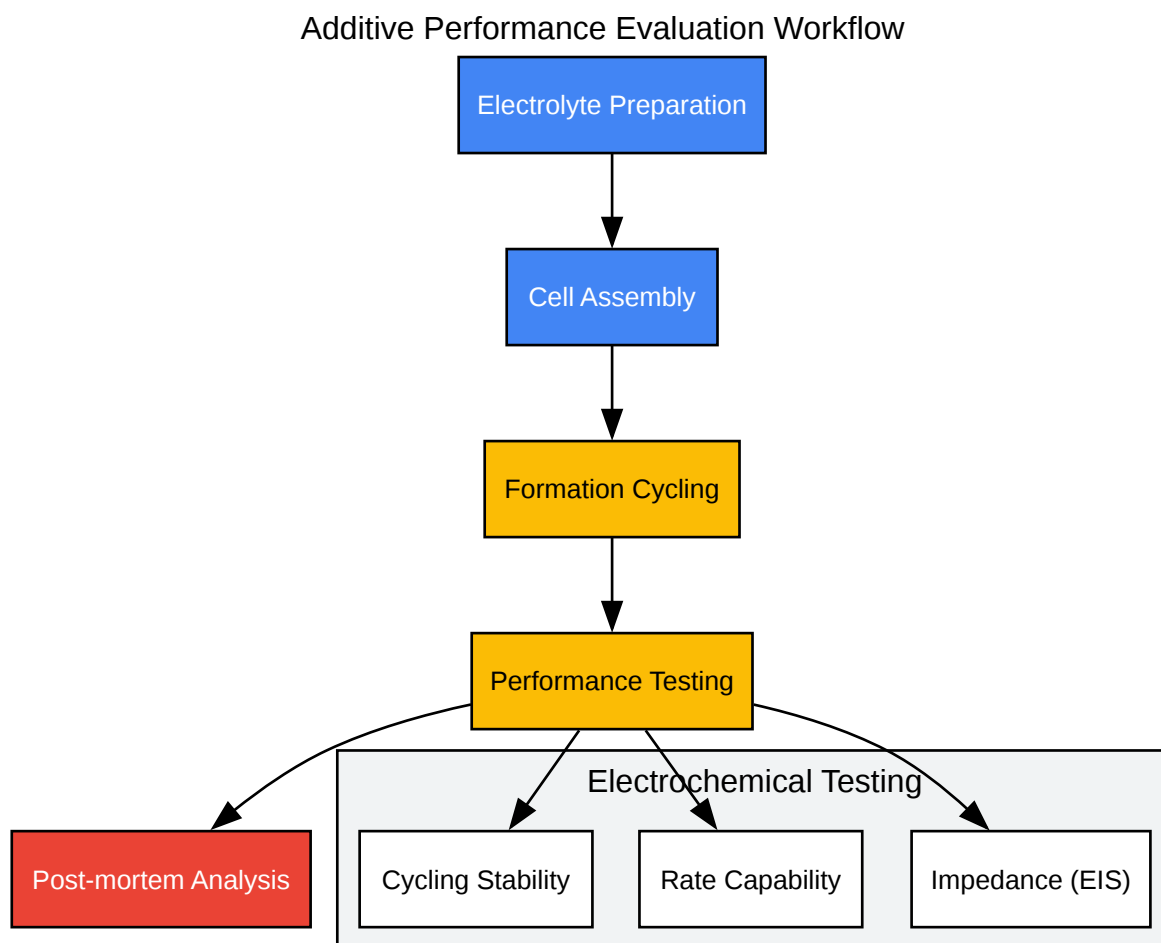 Additive Performance Evaluation Workflow
Electrolyte Preparation
Cell Assembly
Formation Cycling
Performance Testing
Electrochemical Testing
Post-mortem Analysis
Cycling Stability
Rate Capability
Impedance (EIS)